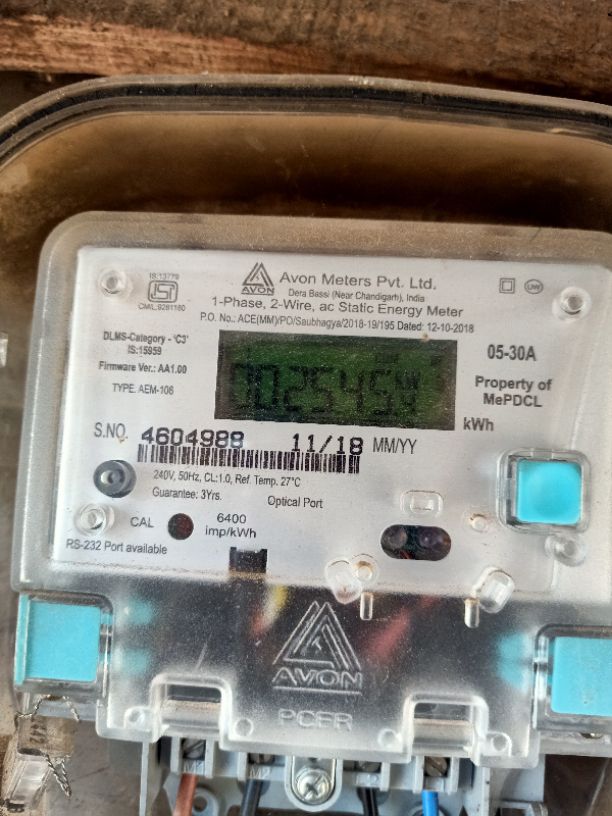 IS:13779
ISI
CM/L 9261160
AVON
Avon Meters Pvt. Ltd.
Dera Bassi (Near Chandigarh), India
1-Phase, 2-Wire, ac Static Energy Meter
P.O. No.: ACE(MM)/PO/Saubhagya/2018-19/195 Dated: 12-10-2018
DLMS-Category - 'C3'
IS:15959
Firmware Ver.: AA1.00
TYPE. AEM-106
002545
05-30A
Property of
MePDCL
kWh
S.NO. 4604988 11/18 MM/YY
240V, 50Hz, CL:1.0, Ref. Temp. 27°C
Guarantee: 3Yrs.
Optical Port
CAL
6400
imp/kWh
RS-232 Port available
AVON